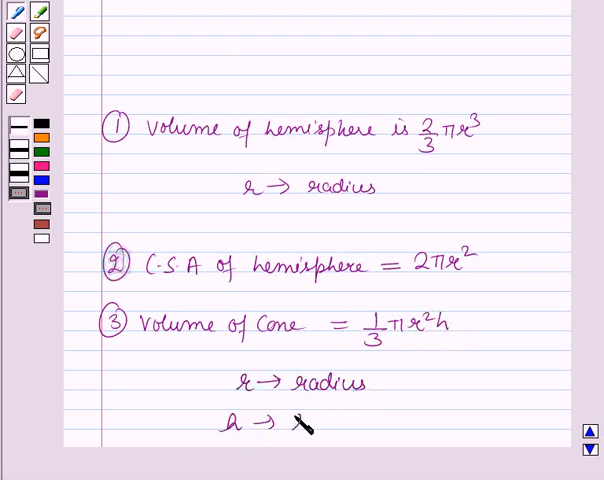 ① Volume of hemisphere is 2/3 πr³
r → radius
② C.S.A of hemisphere = 2πr²
③ Volume of Cone = 1/3 πr²h
r → radius
h →